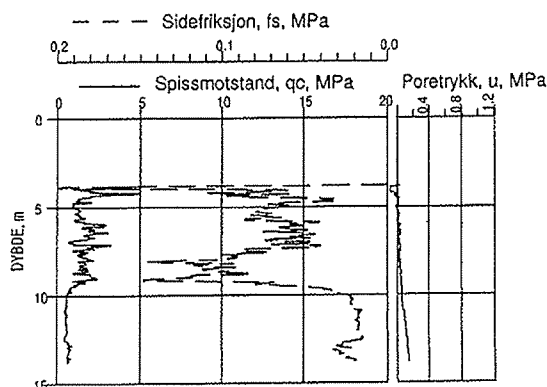 Sidefriksjon, fs, MPa
0,2 0,1 0,0
Spissmotstand, qc, MPa Poretrykk, u, MPa
0 5 10 15 20 0,4 0,8 1,2
0
5
10
15
DYBDE, m